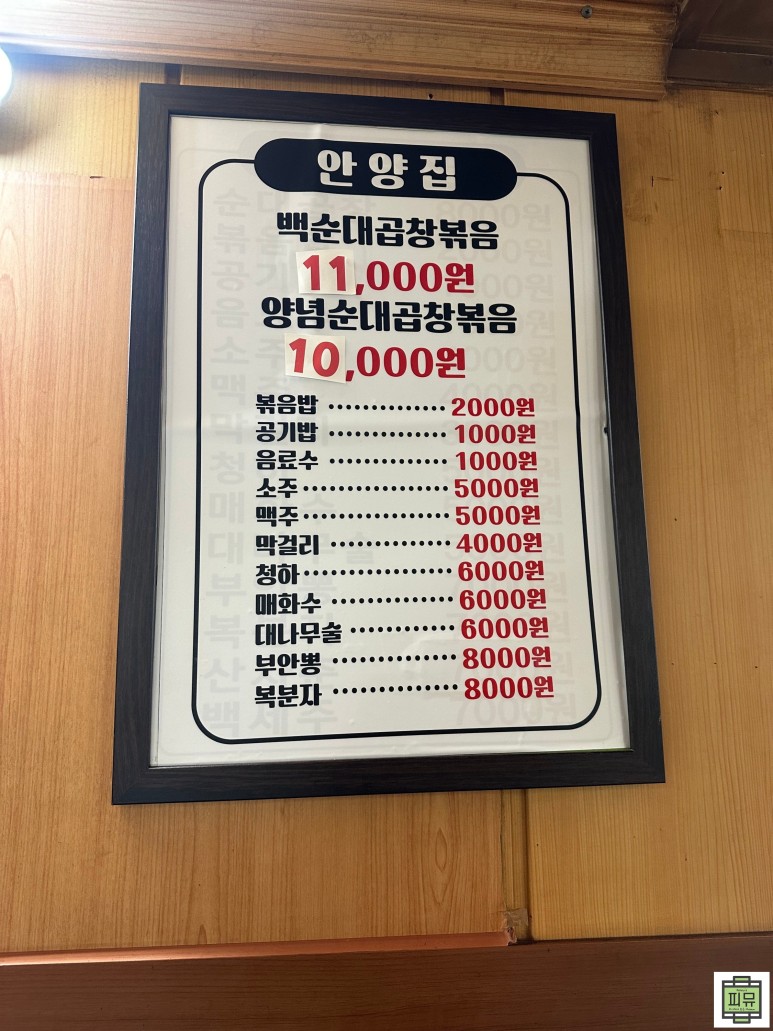 안양집
백순대곱창볶음
11,000원
양념순대곱창볶음
10,000원
볶음밥 ·············· 2000원
공기밥 ·············· 1000원
음료수 ·············· 1000원
소주 ················· 5000원
맥주 ················· 5000원
막걸리 ·············· 4000원
청하 ·················· 6000원
매화수 ·············· 6000원
대나무술 ············ 6000원
부안뽕 ·············· 8000원
복분자 ·············· 8000원
피뮤